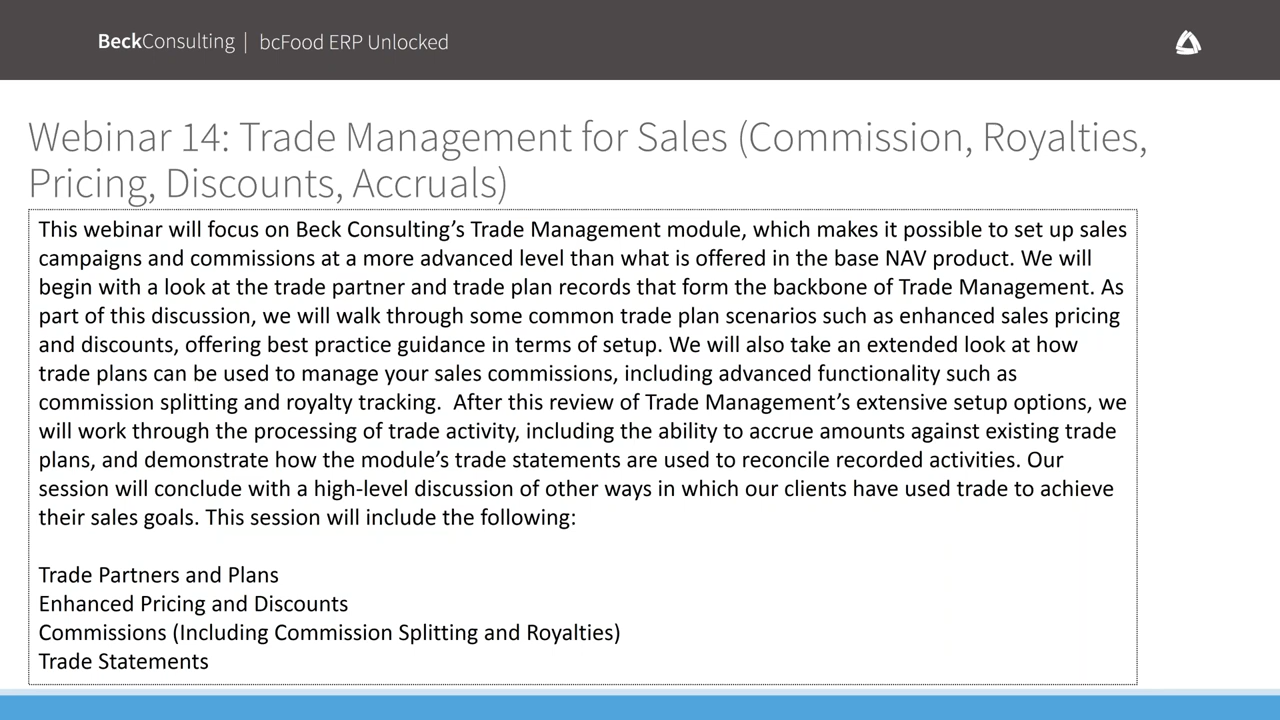 BeckConsulting | bcFood ERP Unlocked
Webinar 14: Trade Management for Sales (Commission, Royalties,
Pricing, Discounts, Accruals)
This webinar will focus on Beck Consulting’s Trade Management module, which makes it possible to set up sales
campaigns and commissions at a more advanced level than what is offered in the base NAV product. We will
begin with a look at the trade partner and trade plan records that form the backbone of Trade Management. As
part of this discussion, we will walk through some common trade plan scenarios such as enhanced sales pricing
and discounts, offering best practice guidance in terms of setup. We will also take an extended look at how
trade plans can be used to manage your sales commissions, including advanced functionality such as
commission splitting and royalty tracking.  After this review of Trade Management’s extensive setup options, we
will work through the processing of trade activity, including the ability to accrue amounts against existing trade
plans, and demonstrate how the module’s trade statements are used to reconcile recorded activities. Our
session will conclude with a high-level discussion of other ways in which our clients have used trade to achieve
their sales goals. This session will include the following:
Trade Partners and Plans
Enhanced Pricing and Discounts
Commissions (Including Commission Splitting and Royalties)
Trade Statements